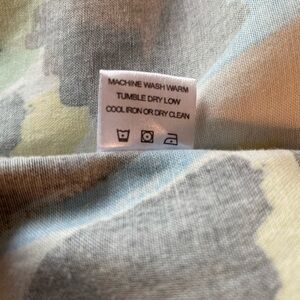 MACHINE WASH WARM
TUMBLE DRY LOW
COOL IRON OR DRY CLEAN